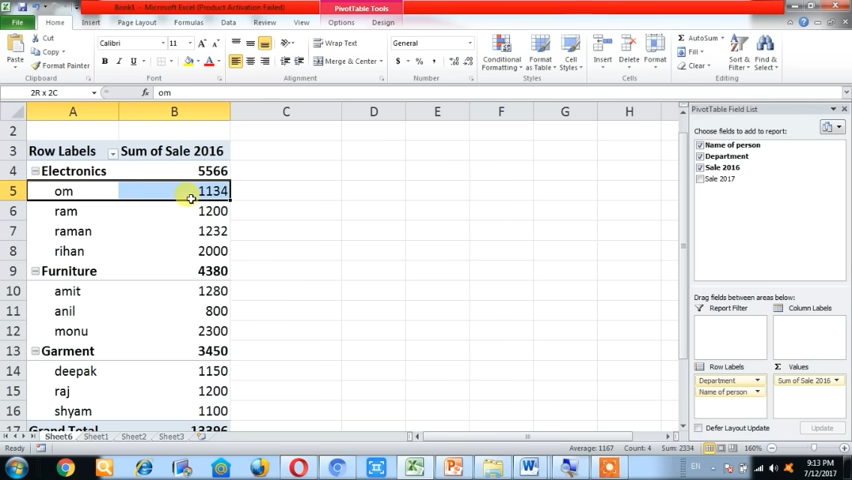 Book1 - Microsoft Excel (Product Activation Failed)
PivotTable Tools
File Home Insert Page Layout Formulas Data Review View Options Design
Cut
Copy
Format Painter
Paste
Clipboard
Calibri 11
B I U
Font
Wrap Text
Merge & Center
Alignment
General
$ % ,
Number
Conditional Formatting
Format as Table
Cell Styles
Styles
Insert Delete Format
Cells
AutoSum
Fill
Clear
Sort & Filter
Find & Select
Editing
2R x 2C
fx om
A B C D E F G H
2
3 Row Labels Sum of Sale 2016
4 Electronics 5566
5 om 1134
6 ram 1200
7 raman 1232
8 rihan 2000
9 Furniture 4380
10 amit 1280
11 anil 800
12 monu 2300
13 Garment 3450
14 deepak 1150
15 raj 1200
16 shyam 1100
17 Grand Total 13396
PivotTable Field List
Choose fields to add to report:
Name of person
Department
Sale 2016
Sale 2017
Drag fields between areas below:
Report Filter
Column Labels
Row Labels
Σ Values
Department
Name of person
Sum of Sale 2016
Defer Layout Update
Update
Sheet6 Sheet1 Sheet2 Sheet3
Ready
Average: 1167 Count: 4 Sum: 2334
160%
EN
9:13 PM
7/12/2017